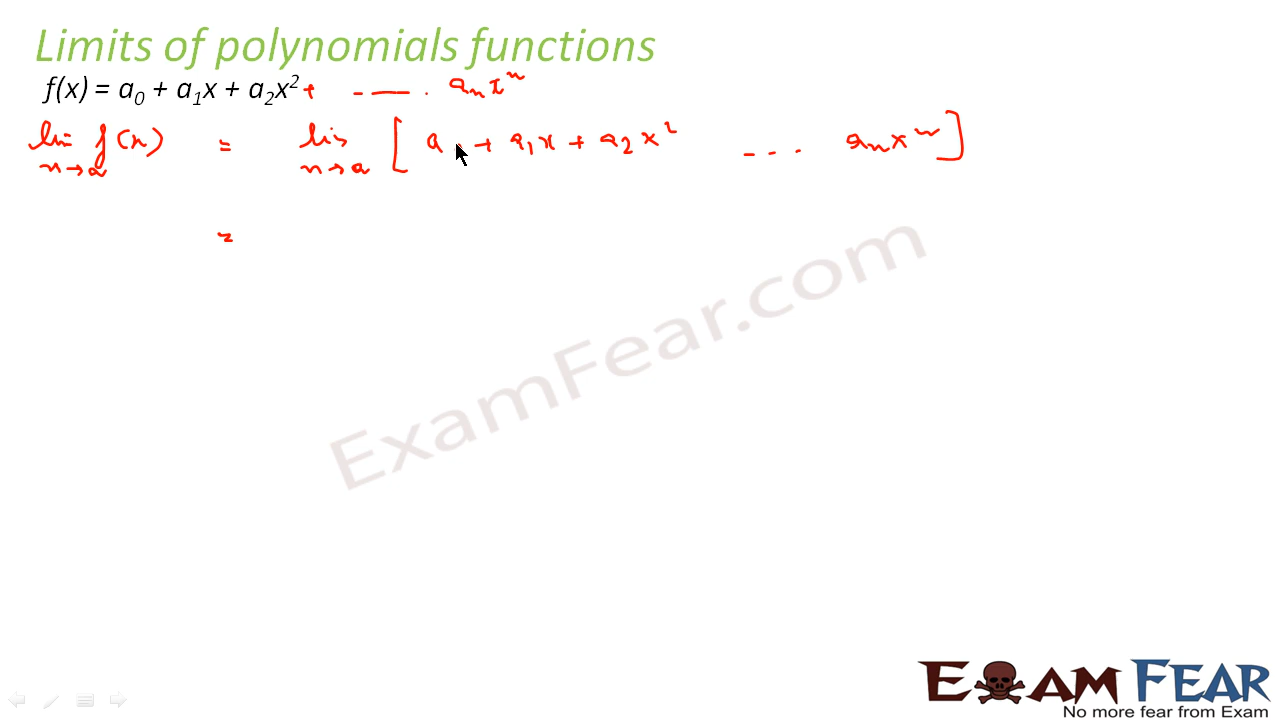 Limits of polynomials functions
f(x) = a₀ + a₁x + a₂x² + ... aₙxⁿ
lim f(x) = lim [ a₀ + a₁x + a₂x² ... aₙxⁿ ]
x→a x→a
=
ExamFear.com
EXAM FEAR
No more fear from Exam